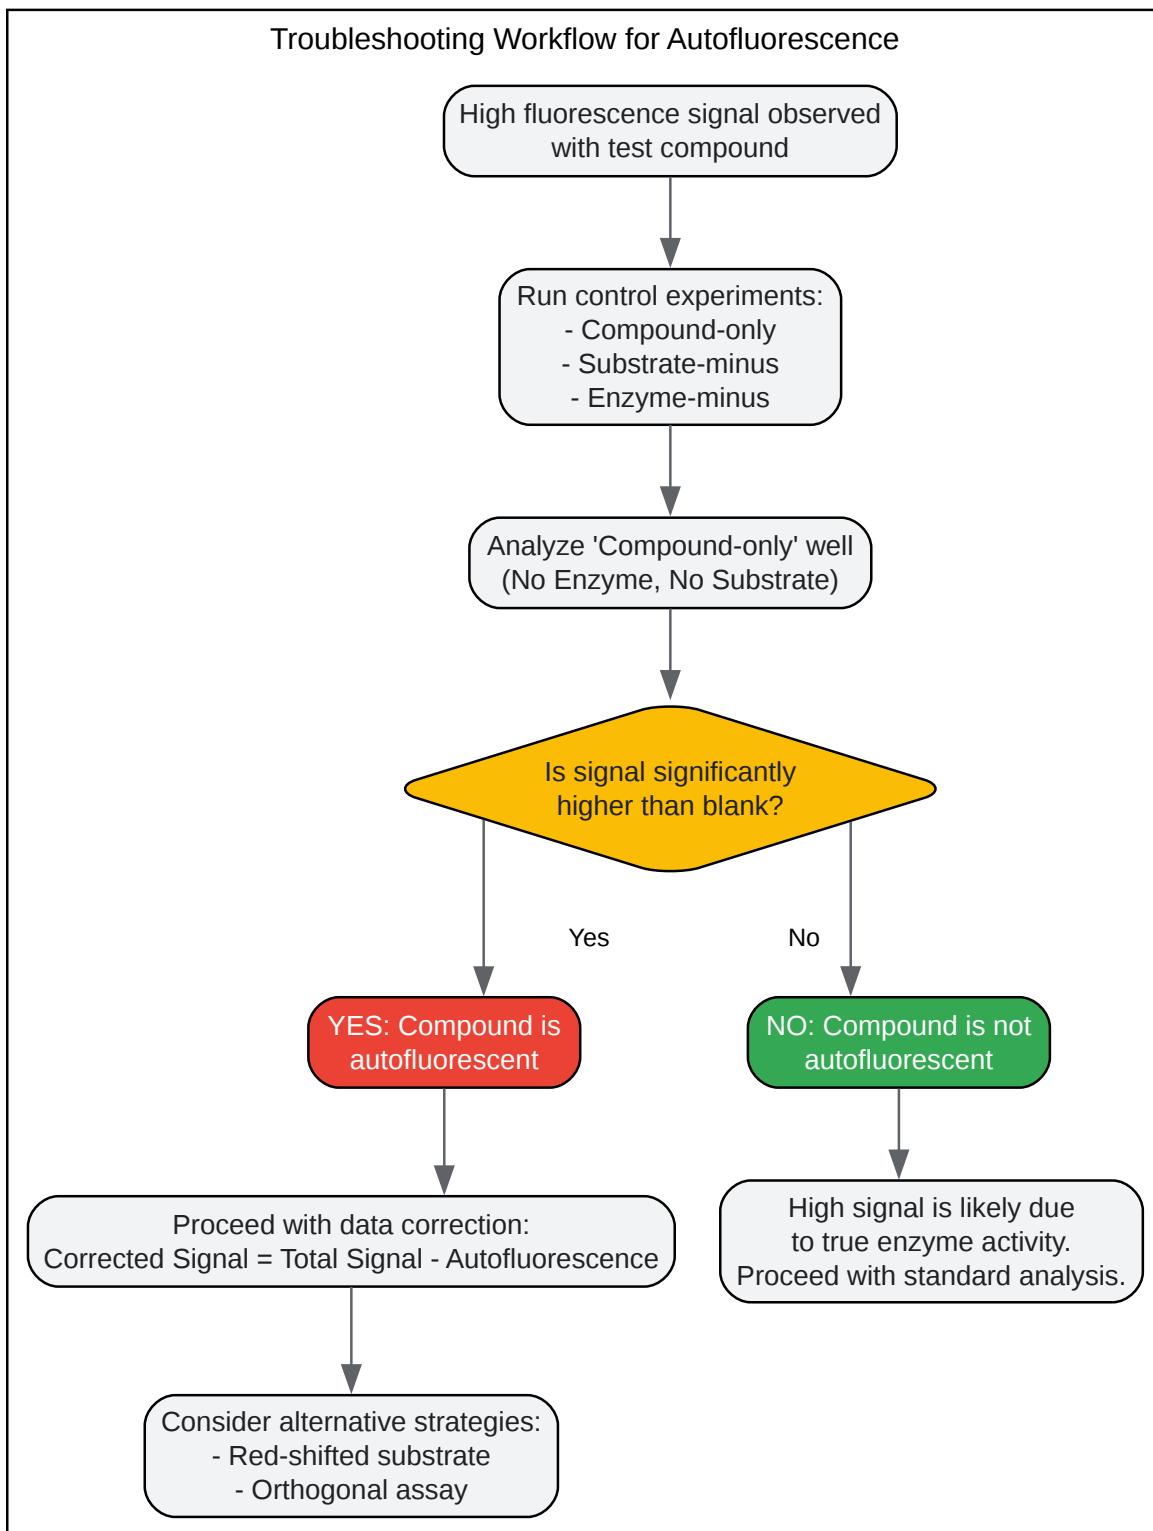 Troubleshooting Workflow for Autofluorescence
High fluorescence signal observed
with test compound
Run control experiments:
- Compound-only
- Substrate-minus
- Enzyme-minus
Analyze 'Compound-only' well
(No Enzyme, No Substrate)
Is signal significantly
higher than blank?
Yes
No
YES: Compound is
autofluorescent
NO: Compound is not
autofluorescent
Proceed with data correction:
Corrected Signal = Total Signal - Autofluorescence
High signal is likely due
to true enzyme activity.
Proceed with standard analysis.
Consider alternative strategies:
- Red-shifted substrate
- Orthogonal assay